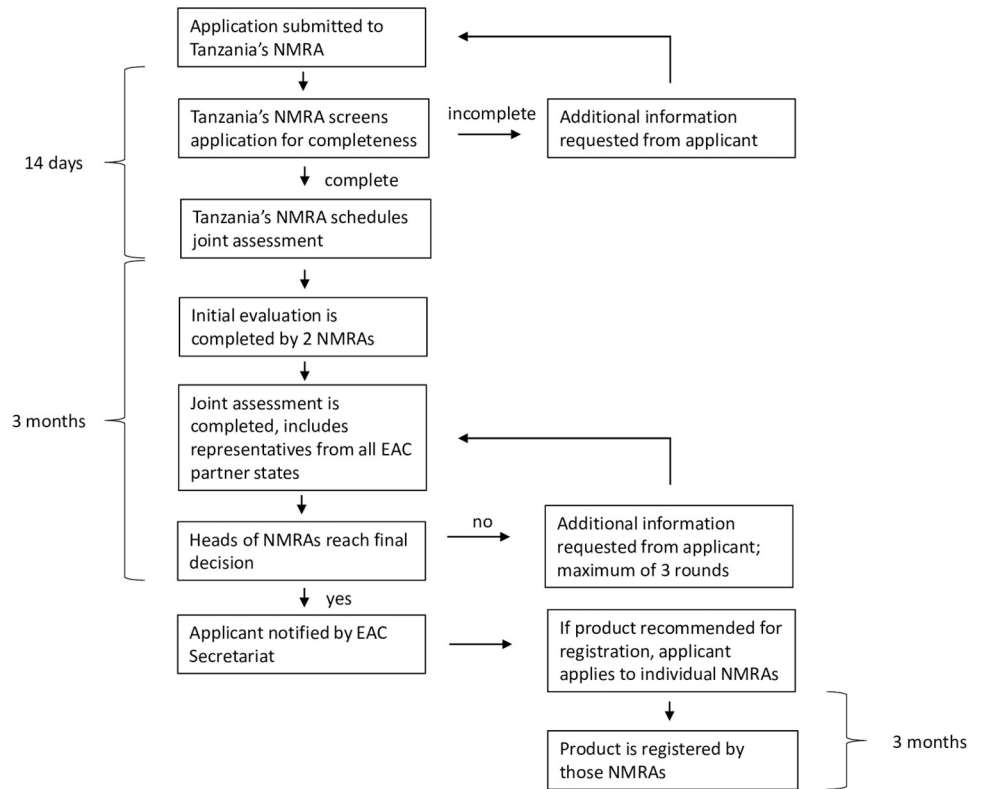 Application submitted to
Tanzania's NMRA
Tanzania's NMRA screens
application for completeness
incomplete
Additional information
requested from applicant
14 days
complete
Tanzania's NMRA schedules
joint assessment
Initial evaluation is
completed by 2 NMRAs
3 months
Joint assessment is
completed, includes
representatives from all EAC
partner states
Heads of NMRAs reach final
decision
no
Additional information
requested from applicant;
maximum of 3 rounds
yes
Applicant notified by EAC
Secretariat
If product recommended for
registration, applicant
applies to individual NMRAs
3 months
Product is registered by
those NMRAs